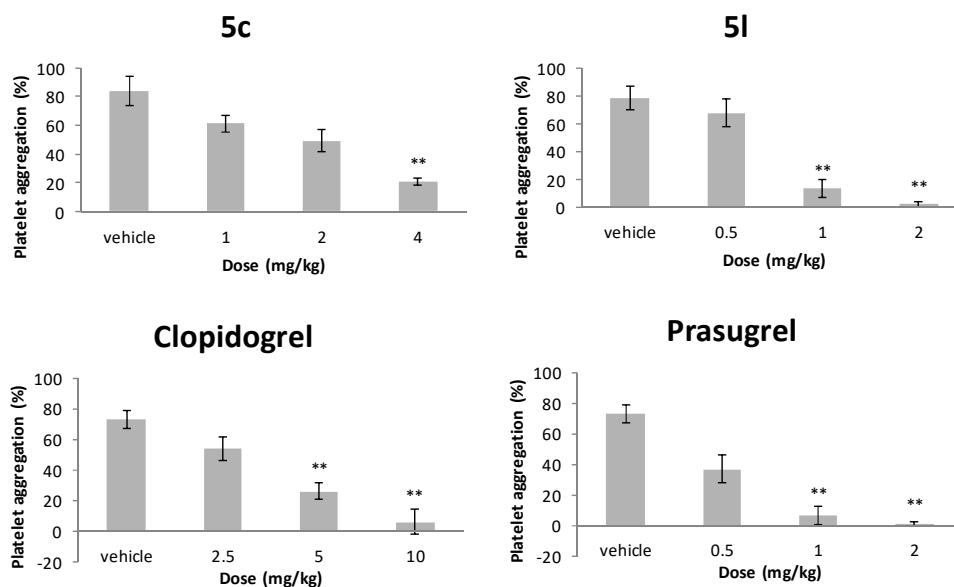 5c
Platelet aggregation (%)
100
80
60
40
20
0
**
vehicle 1 2 4
Dose (mg/kg)
5l
Platelet aggregation (%)
100
80
60
40
20
0
** **
vehicle 0.5 1 2
Dose (mg/kg)
Clopidogrel
Platelet aggregation (%)
100
80
60
40
20
0
-20
** **
vehicle 2.5 5 10
Dose (mg/kg)
Prasugrel
Platelet aggregation (%)
100
80
60
40
20
0
-20
** **
vehicle 0.5 1 2
Dose (mg/kg)